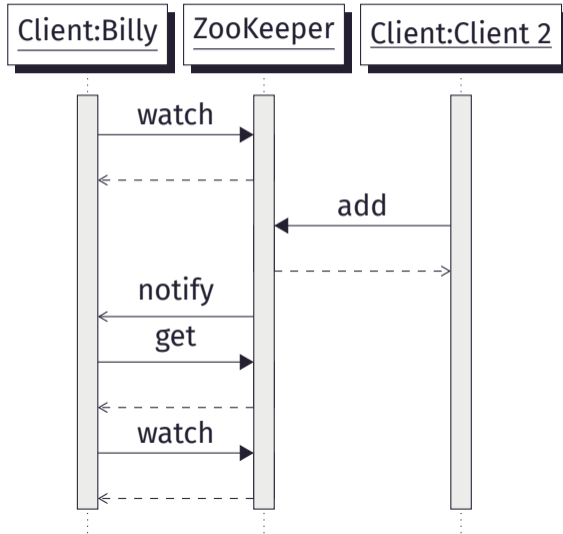 Client:Billy
ZooKeeper
Client:Client 2
watch
add
notify
get
watch